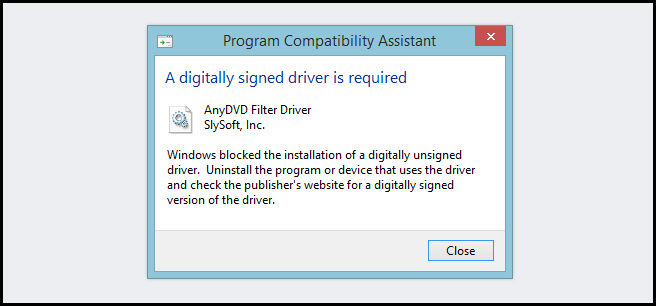 Program Compatibility Assistant
A digitally signed driver is required
AnyDVD Filter Driver
SlySoft, Inc.
Windows blocked the installation of a digitally unsigned
driver. Uninstall the program or device that uses the driver
and check the publisher's website for a digitally signed
version of the driver.
Close